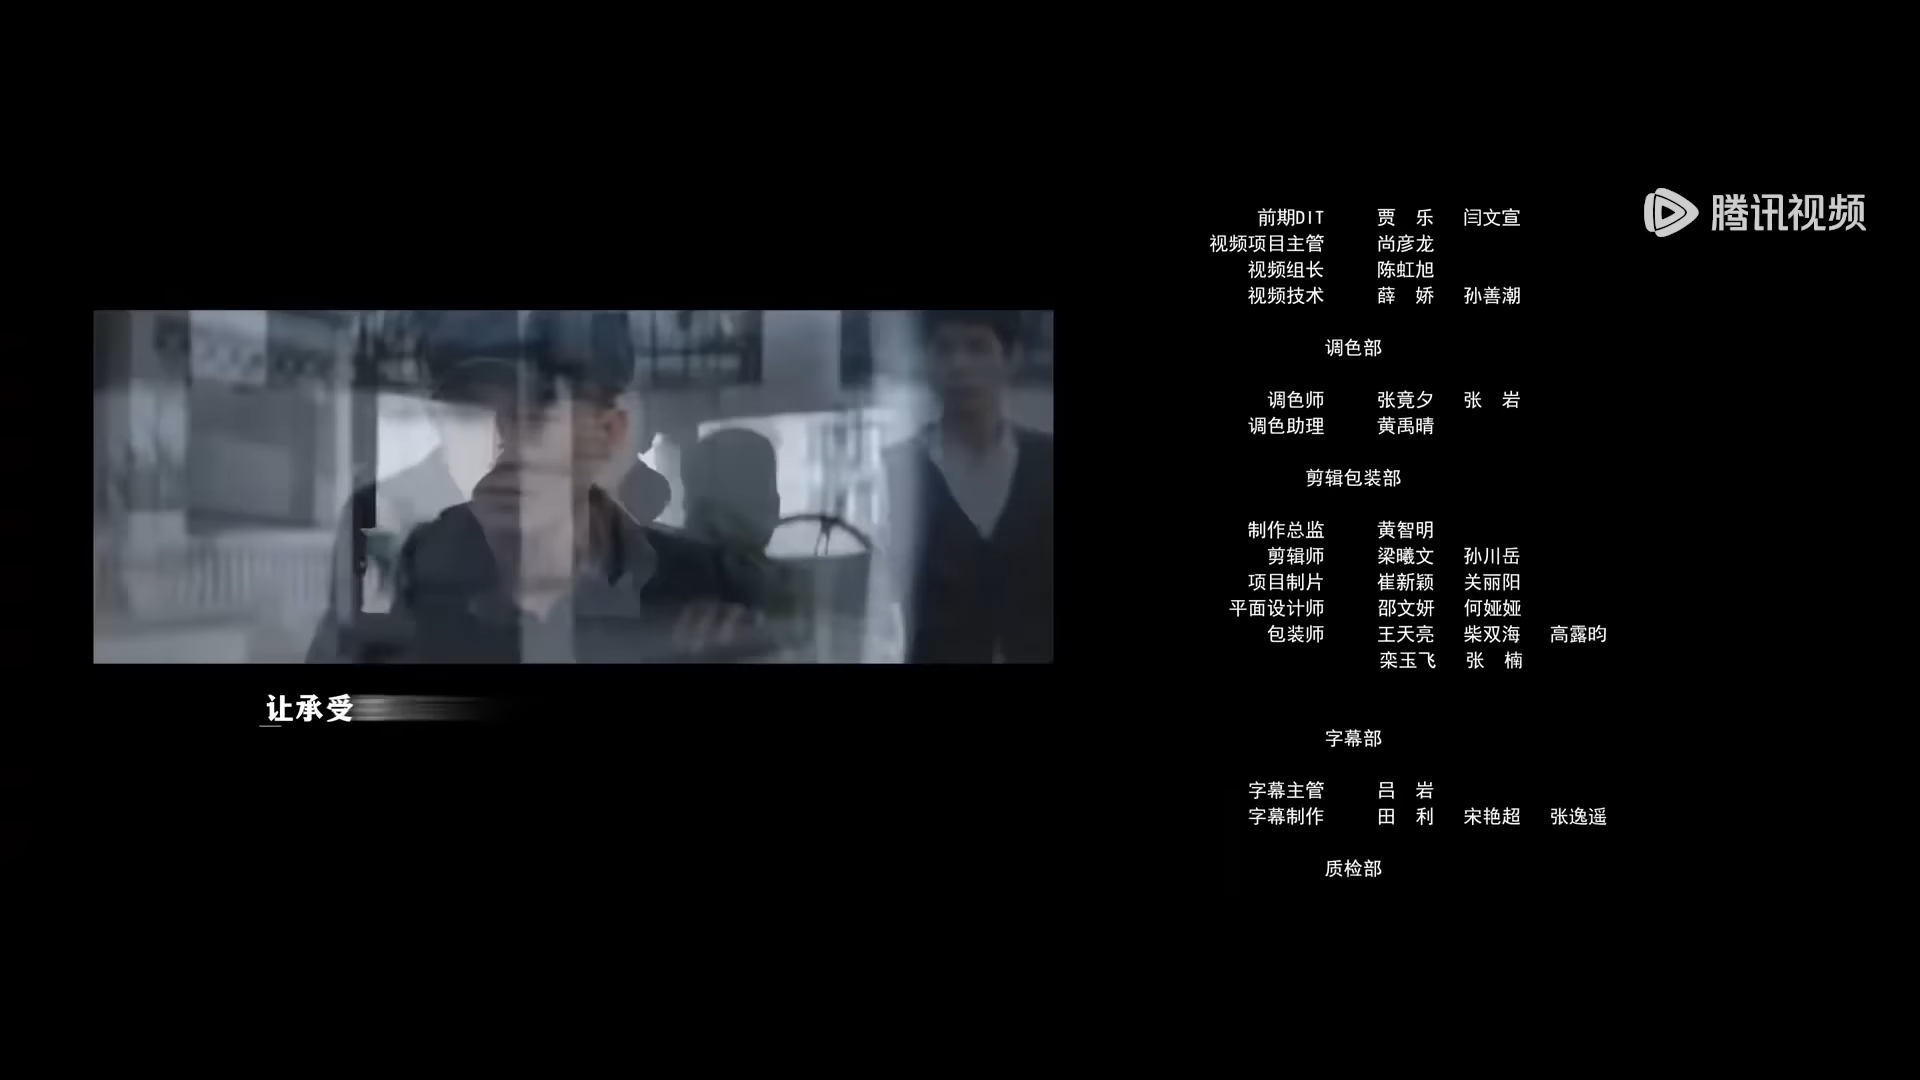 腾讯视频
前期DIT 贾 乐 闫文宣
视频项目主管 尚彦龙
视频组长 陈虹旭
视频技术 薛 娇 孙善潮
调色部
调色师 张竟夕 张 岩
调色助理 黄禹晴
剪辑包装部
制作总监 黄智明
剪辑师 梁曦文 孙川岳
项目制片 崔新颖 关丽阳
平面设计师 邵文妍 何娅娅
包装师 王天亮 柴双海 高露昀
栾玉飞 张 楠
让承受
字幕部
字幕主管 吕 岩
字幕制作 田 利 宋艳超 张逸遥
质检部